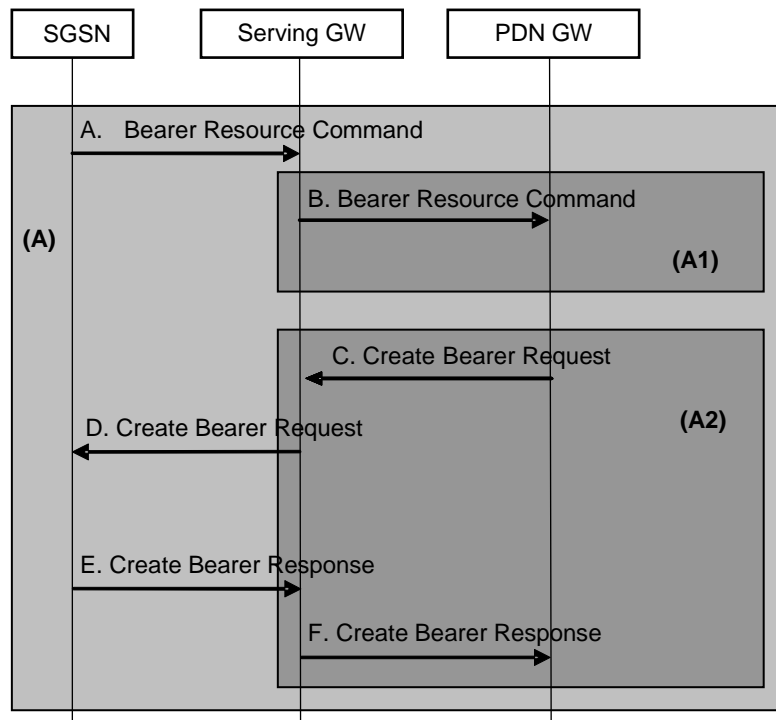 SGSN
Serving GW
PDN GW
A. Bearer Resource Command
B. Bearer Resource Command
(A)
(A1)
C. Create Bearer Request
(A2)
D. Create Bearer Request
E. Create Bearer Response
F. Create Bearer Response